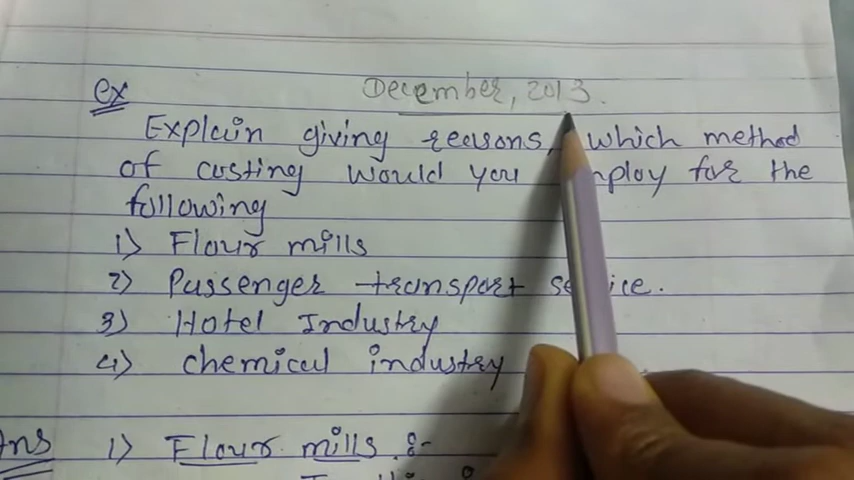 ex December, 2013.
Explain giving reasons, which method
of costing would you employ for the
following
1) Flour mills
2) Passenger transport service.
3) Hotel Industry
4) chemical industry
Ans 1) Flour mills :-